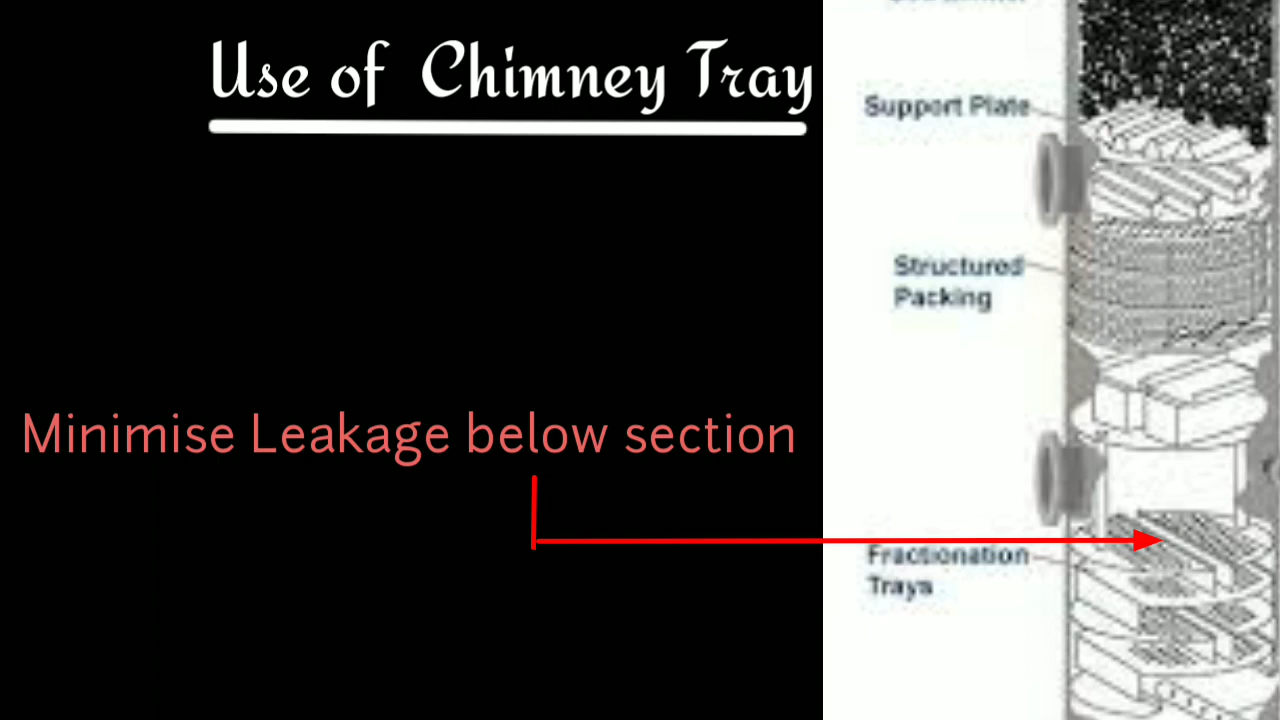 Use of Chimney Tray
Support Plate
Structured
Packing
Minimise Leakage below section
Fractionation
Trays